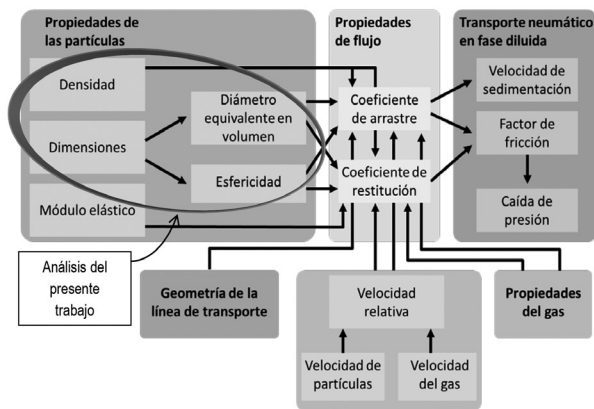 Propiedades de
las partículas
Densidad
Dimensiones
Módulo elástico
Diámetro
equivalente en
volumen
Esfericidad
Propiedades
de flujo
Coeficiente
de arrastre
Coeficiente de
restitución
Transporte neumático
en fase diluida
Velocidad de
sedimentación
Factor de
fricción
Caída de
presión
Análisis del
presente
trabajo
Geometría de la
línea de transporte
Velocidad
relativa
Velocidad de
partículas
Velocidad
del gas
Propiedades
del gas